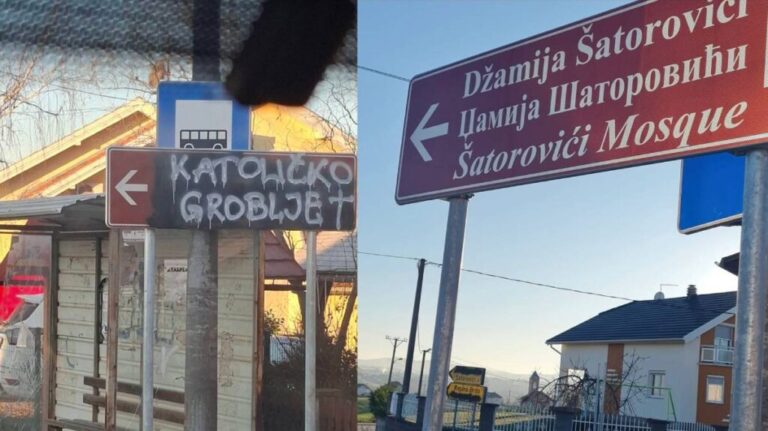 KATOLIČKO
GROBLJE †
Džamija Šatorovići
Џамија Шаторовићи
Šatorovići Mosque